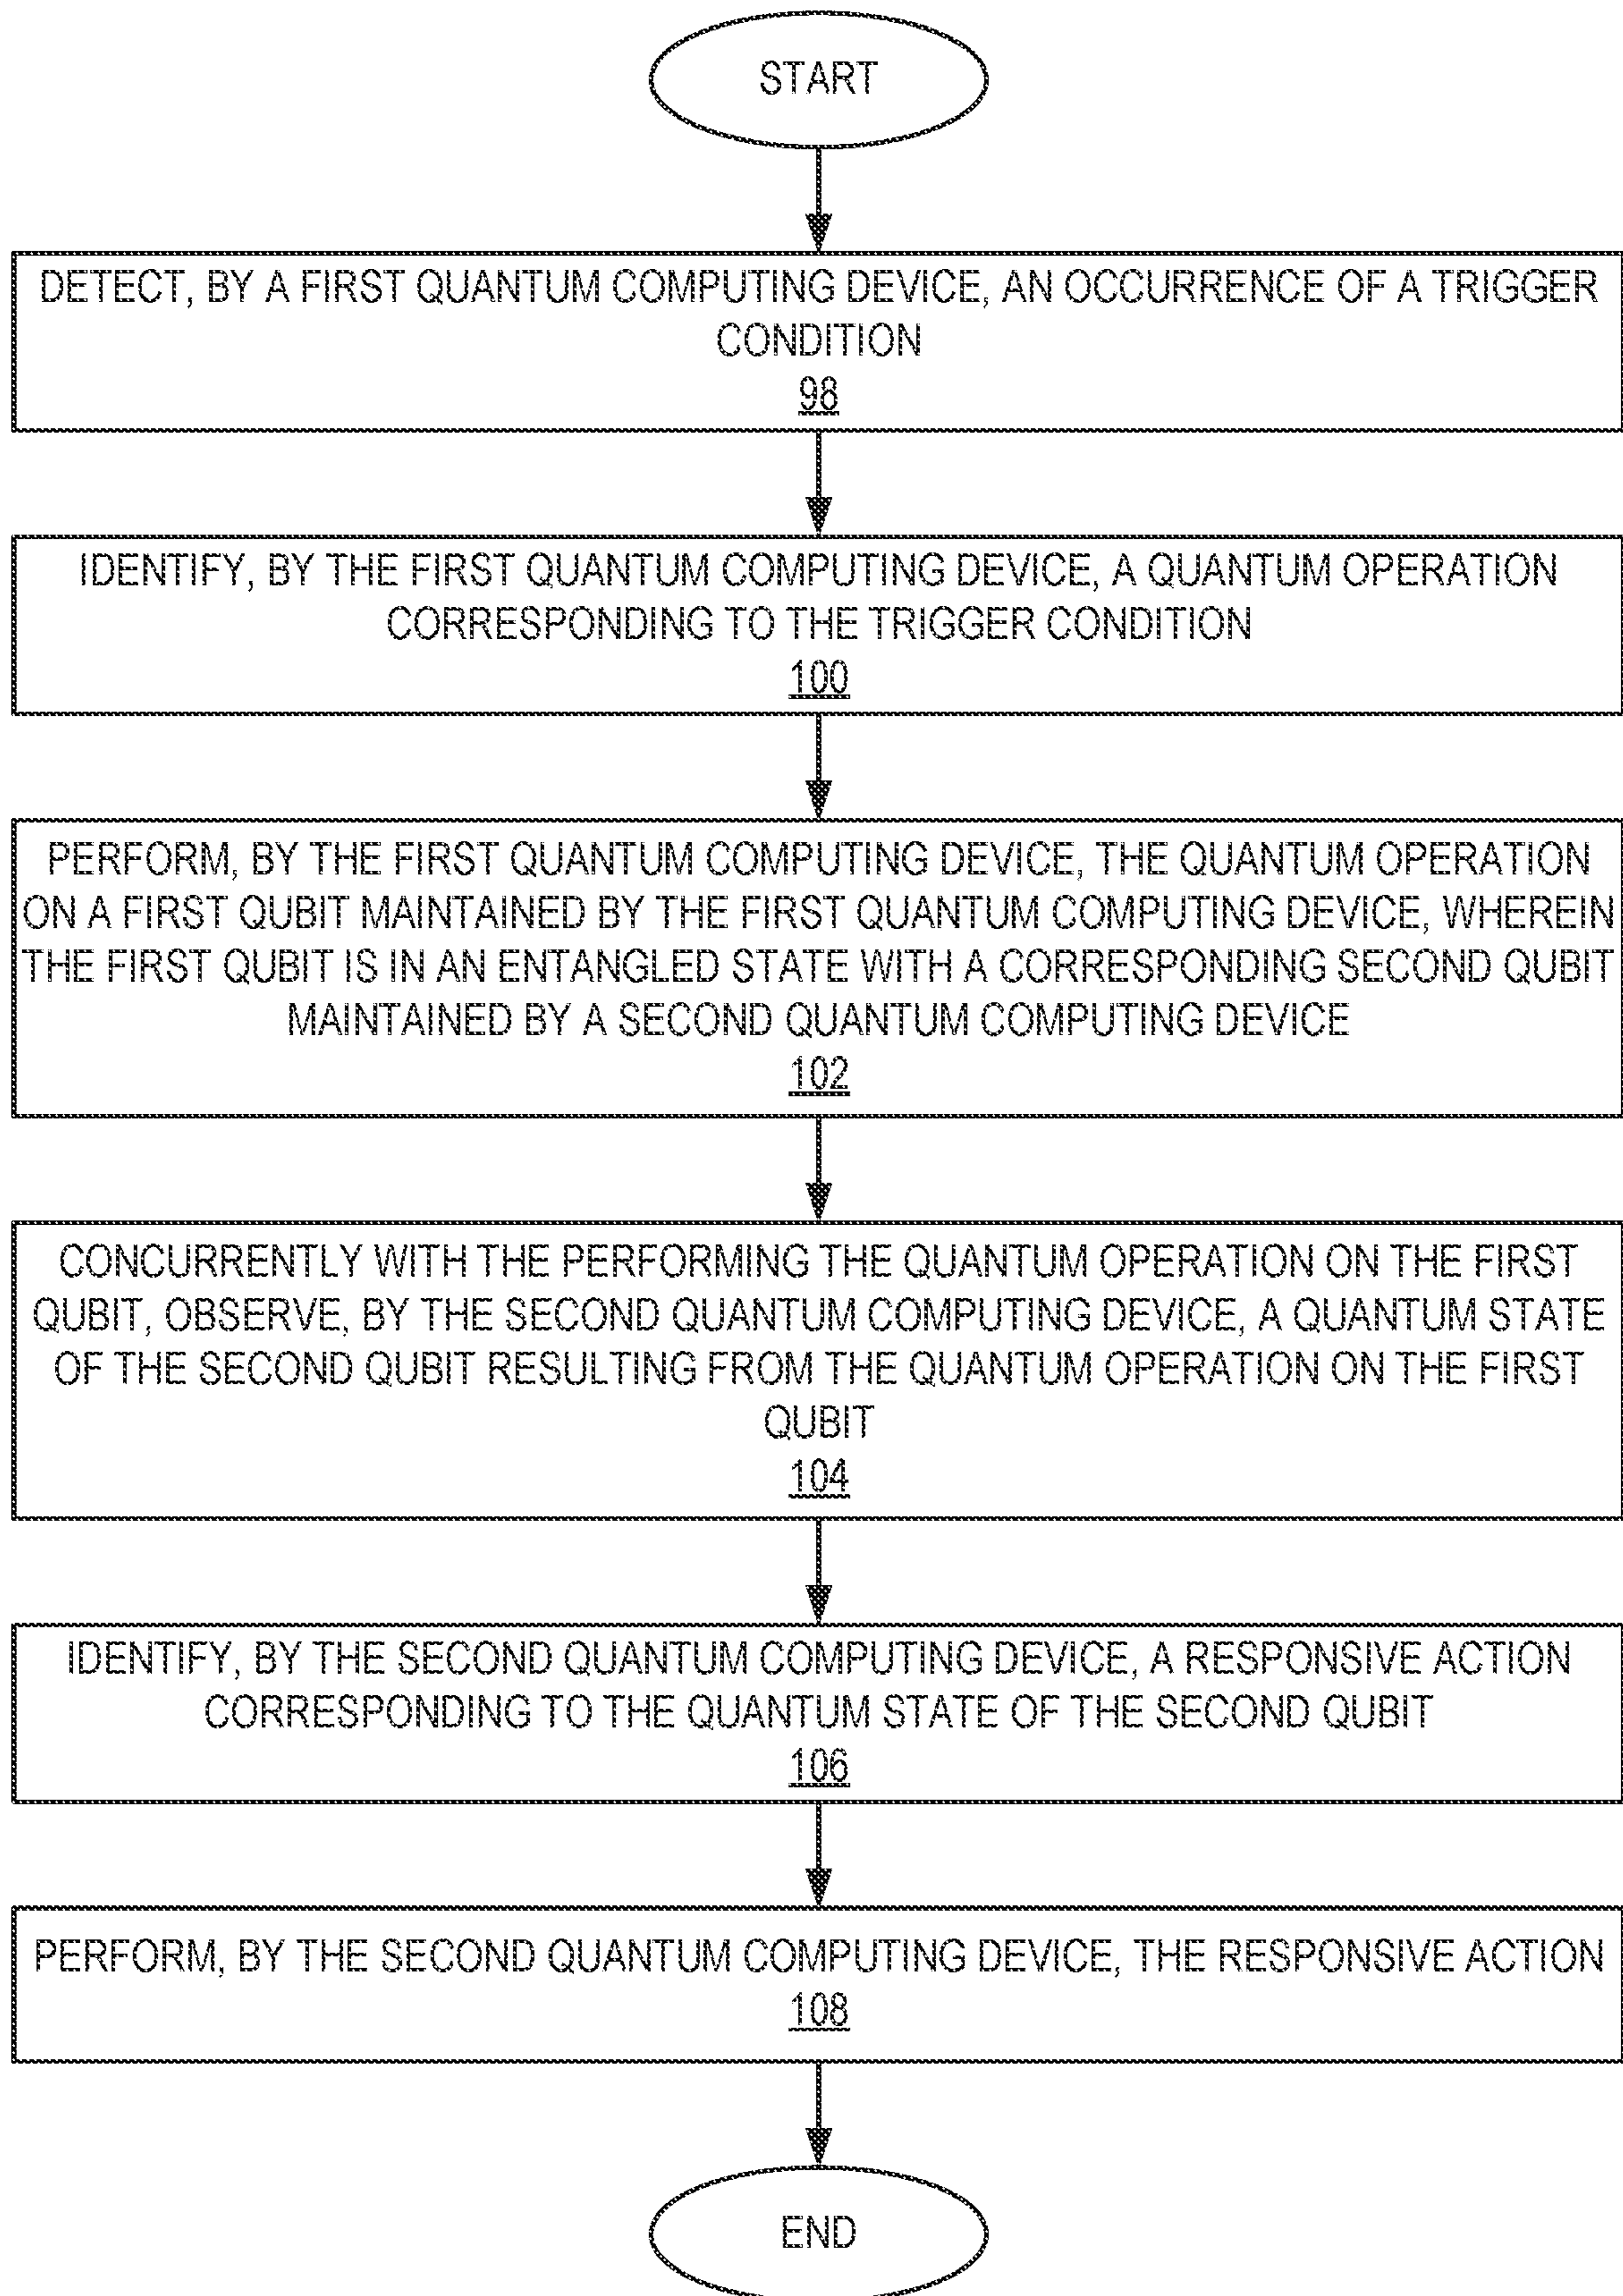 START
DETECT, BY A FIRST QUANTUM COMPUTING DEVICE, AN OCCURRENCE OF A TRIGGER
CONDITION
98
IDENTIFY, BY THE FIRST QUANTUM COMPUTING DEVICE, A QUANTUM OPERATION
CORRESPONDING TO THE TRIGGER CONDITION
100
PERFORM, BY THE FIRST QUANTUM COMPUTING DEVICE, THE QUANTUM OPERATION
ON A FIRST QUBIT MAINTAINED BY THE FIRST QUANTUM COMPUTING DEVICE, WHEREIN
THE FIRST QUBIT IS IN AN ENTANGLED STATE WITH A CORRESPONDING SECOND QUBIT
MAINTAINED BY A SECOND QUANTUM COMPUTING DEVICE
102
CONCURRENTLY WITH THE PERFORMING THE QUANTUM OPERATION ON THE FIRST
QUBIT, OBSERVE, BY THE SECOND QUANTUM COMPUTING DEVICE, A QUANTUM STATE
OF THE SECOND QUBIT RESULTING FROM THE QUANTUM OPERATION ON THE FIRST
QUBIT
104
IDENTIFY, BY THE SECOND QUANTUM COMPUTING DEVICE, A RESPONSIVE ACTION
CORRESPONDING TO THE QUANTUM STATE OF THE SECOND QUBIT
106
PERFORM, BY THE SECOND QUANTUM COMPUTING DEVICE, THE RESPONSIVE ACTION
108
END